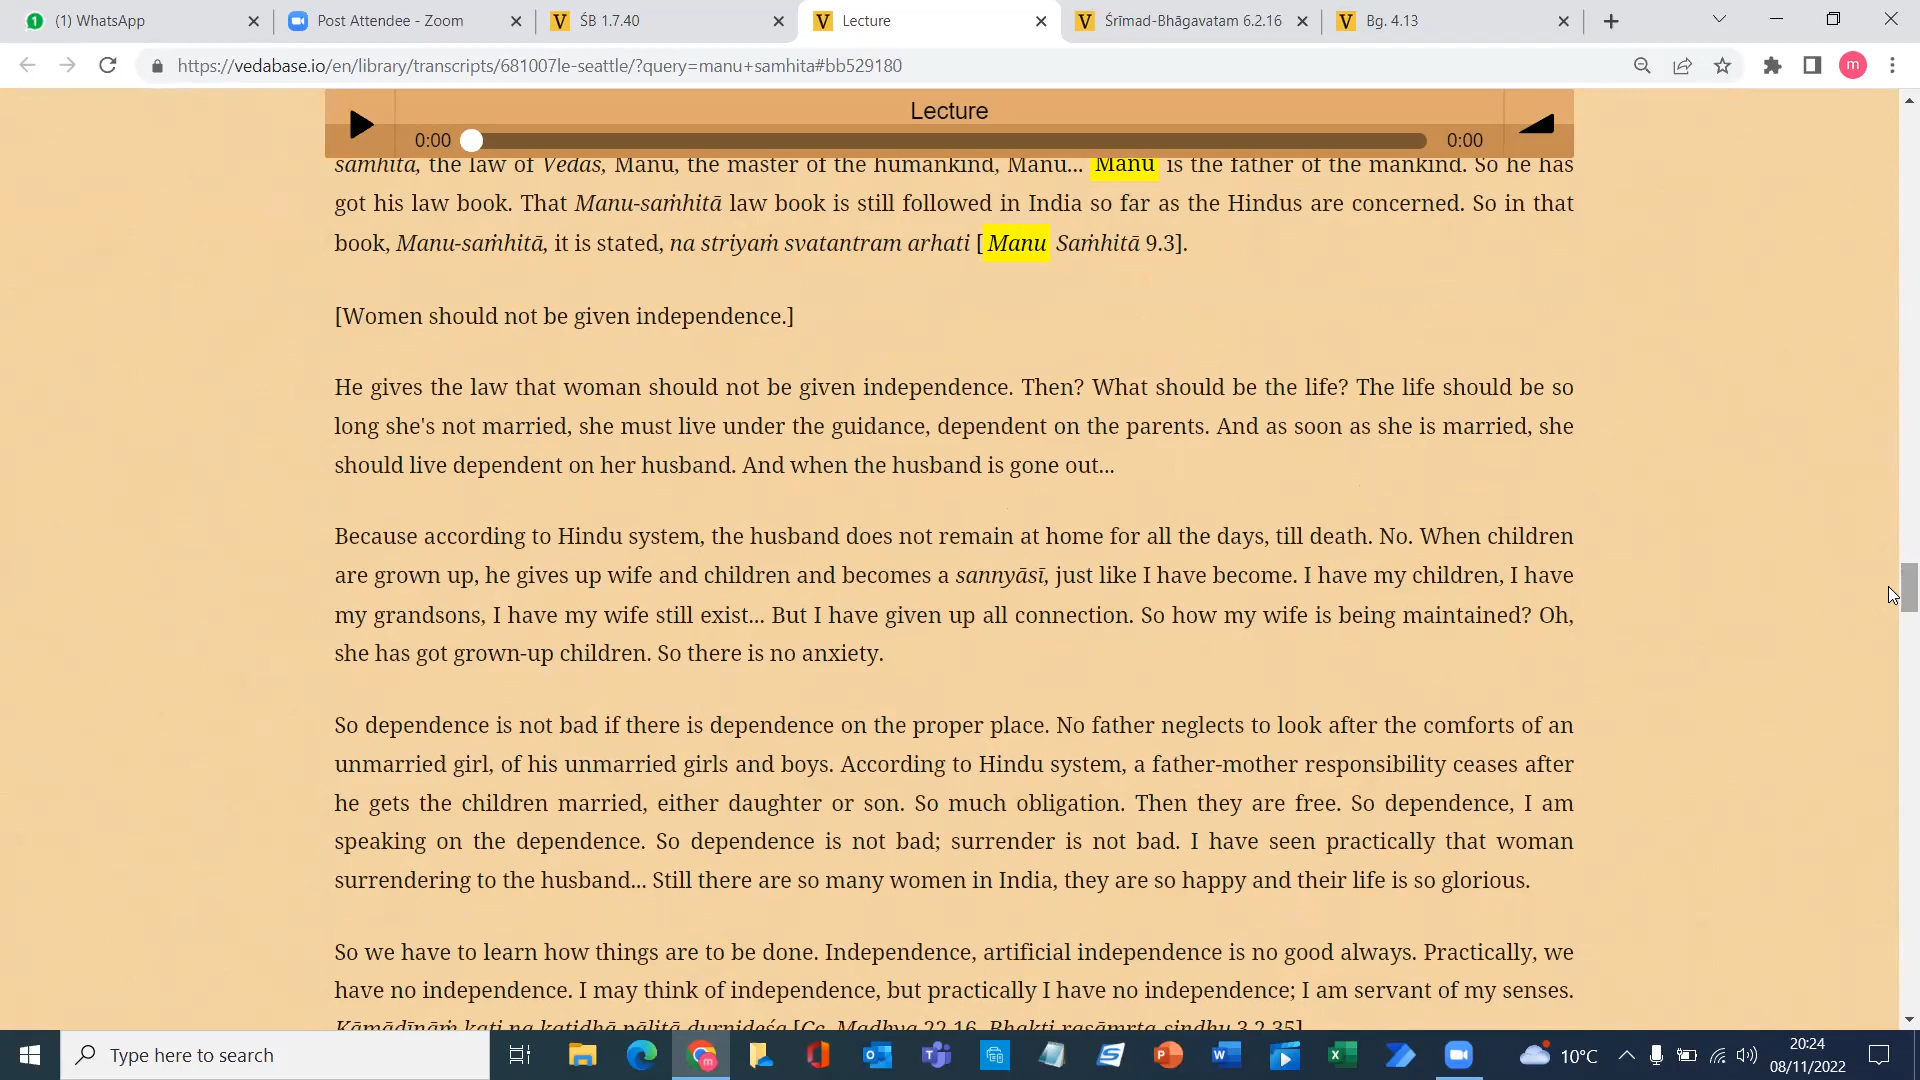 (1) WhatsApp
Post Attendee - Zoom
ŚB 1.7.40
Lecture
Śrīmad-Bhāgavatam 6.2.16
Bg. 4.13
https://vedabase.io/en/library/transcripts/681007le-seattle/?query=manu+samhita#bb529180
m
Lecture
0:00
0:00
saṁhitā, the law of Vedas, Manu, the master of the humankind, Manu... Manu is the father of the mankind. So he has
got his law book. That Manu-saṁhitā law book is still followed in India so far as the Hindus are concerned. So in that
book, Manu-saṁhitā, it is stated, na striyaṁ svatantram arhati [ Manu Saṁhitā 9.3].
[Women should not be given independence.]
He gives the law that woman should not be given independence. Then? What should be the life? The life should be so
long she's not married, she must live under the guidance, dependent on the parents. And as soon as she is married, she
should live dependent on her husband. And when the husband is gone out...
Because according to Hindu system, the husband does not remain at home for all the days, till death. No. When children
are grown up, he gives up wife and children and becomes a sannyāsī, just like I have become. I have my children, I have
my grandsons, I have my wife still exist... But I have given up all connection. So how my wife is being maintained? Oh,
she has got grown-up children. So there is no anxiety.
So dependence is not bad if there is dependence on the proper place. No father neglects to look after the comforts of an
unmarried girl, of his unmarried girls and boys. According to Hindu system, a father-mother responsibility ceases after
he gets the children married, either daughter or son. So much obligation. Then they are free. So dependence, I am
speaking on the dependence. So dependence is not bad; surrender is not bad. I have seen practically that woman
surrendering to the husband... Still there are so many women in India, they are so happy and their life is so glorious.
So we have to learn how things are to be done. Independence, artificial independence is no good always. Practically, we
have no independence. I may think of independence, but practically I have no independence; I am servant of my senses.
Kāmādīnāṁ kati na katidhā pālitā durnideśa [Cc. Madhya 22.16, Bhakti-rasāmṛta-sindhu 3.2.35]
Type here to search
10°C
20:24
08/11/2022